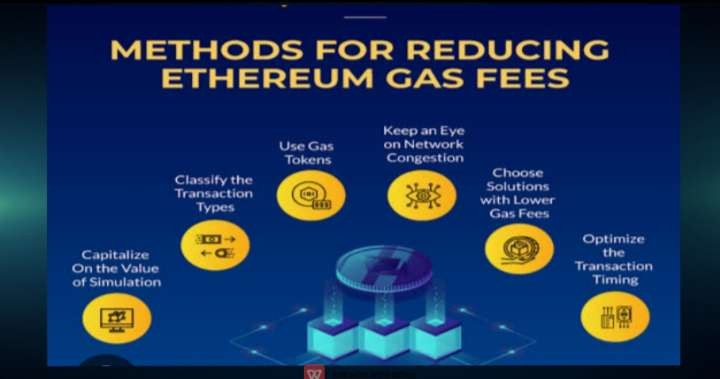 METHODS FOR REDUCING
ETHEREUM GAS FEES
Capitalize
On the Value
of Simulation
Classify the
Transaction
Types
Use Gas
Tokens
Keep an Eye
on Network
Congestion
Choose
Solutions
with Lower
Gas Fees
Optimize
the
Transaction
Timing